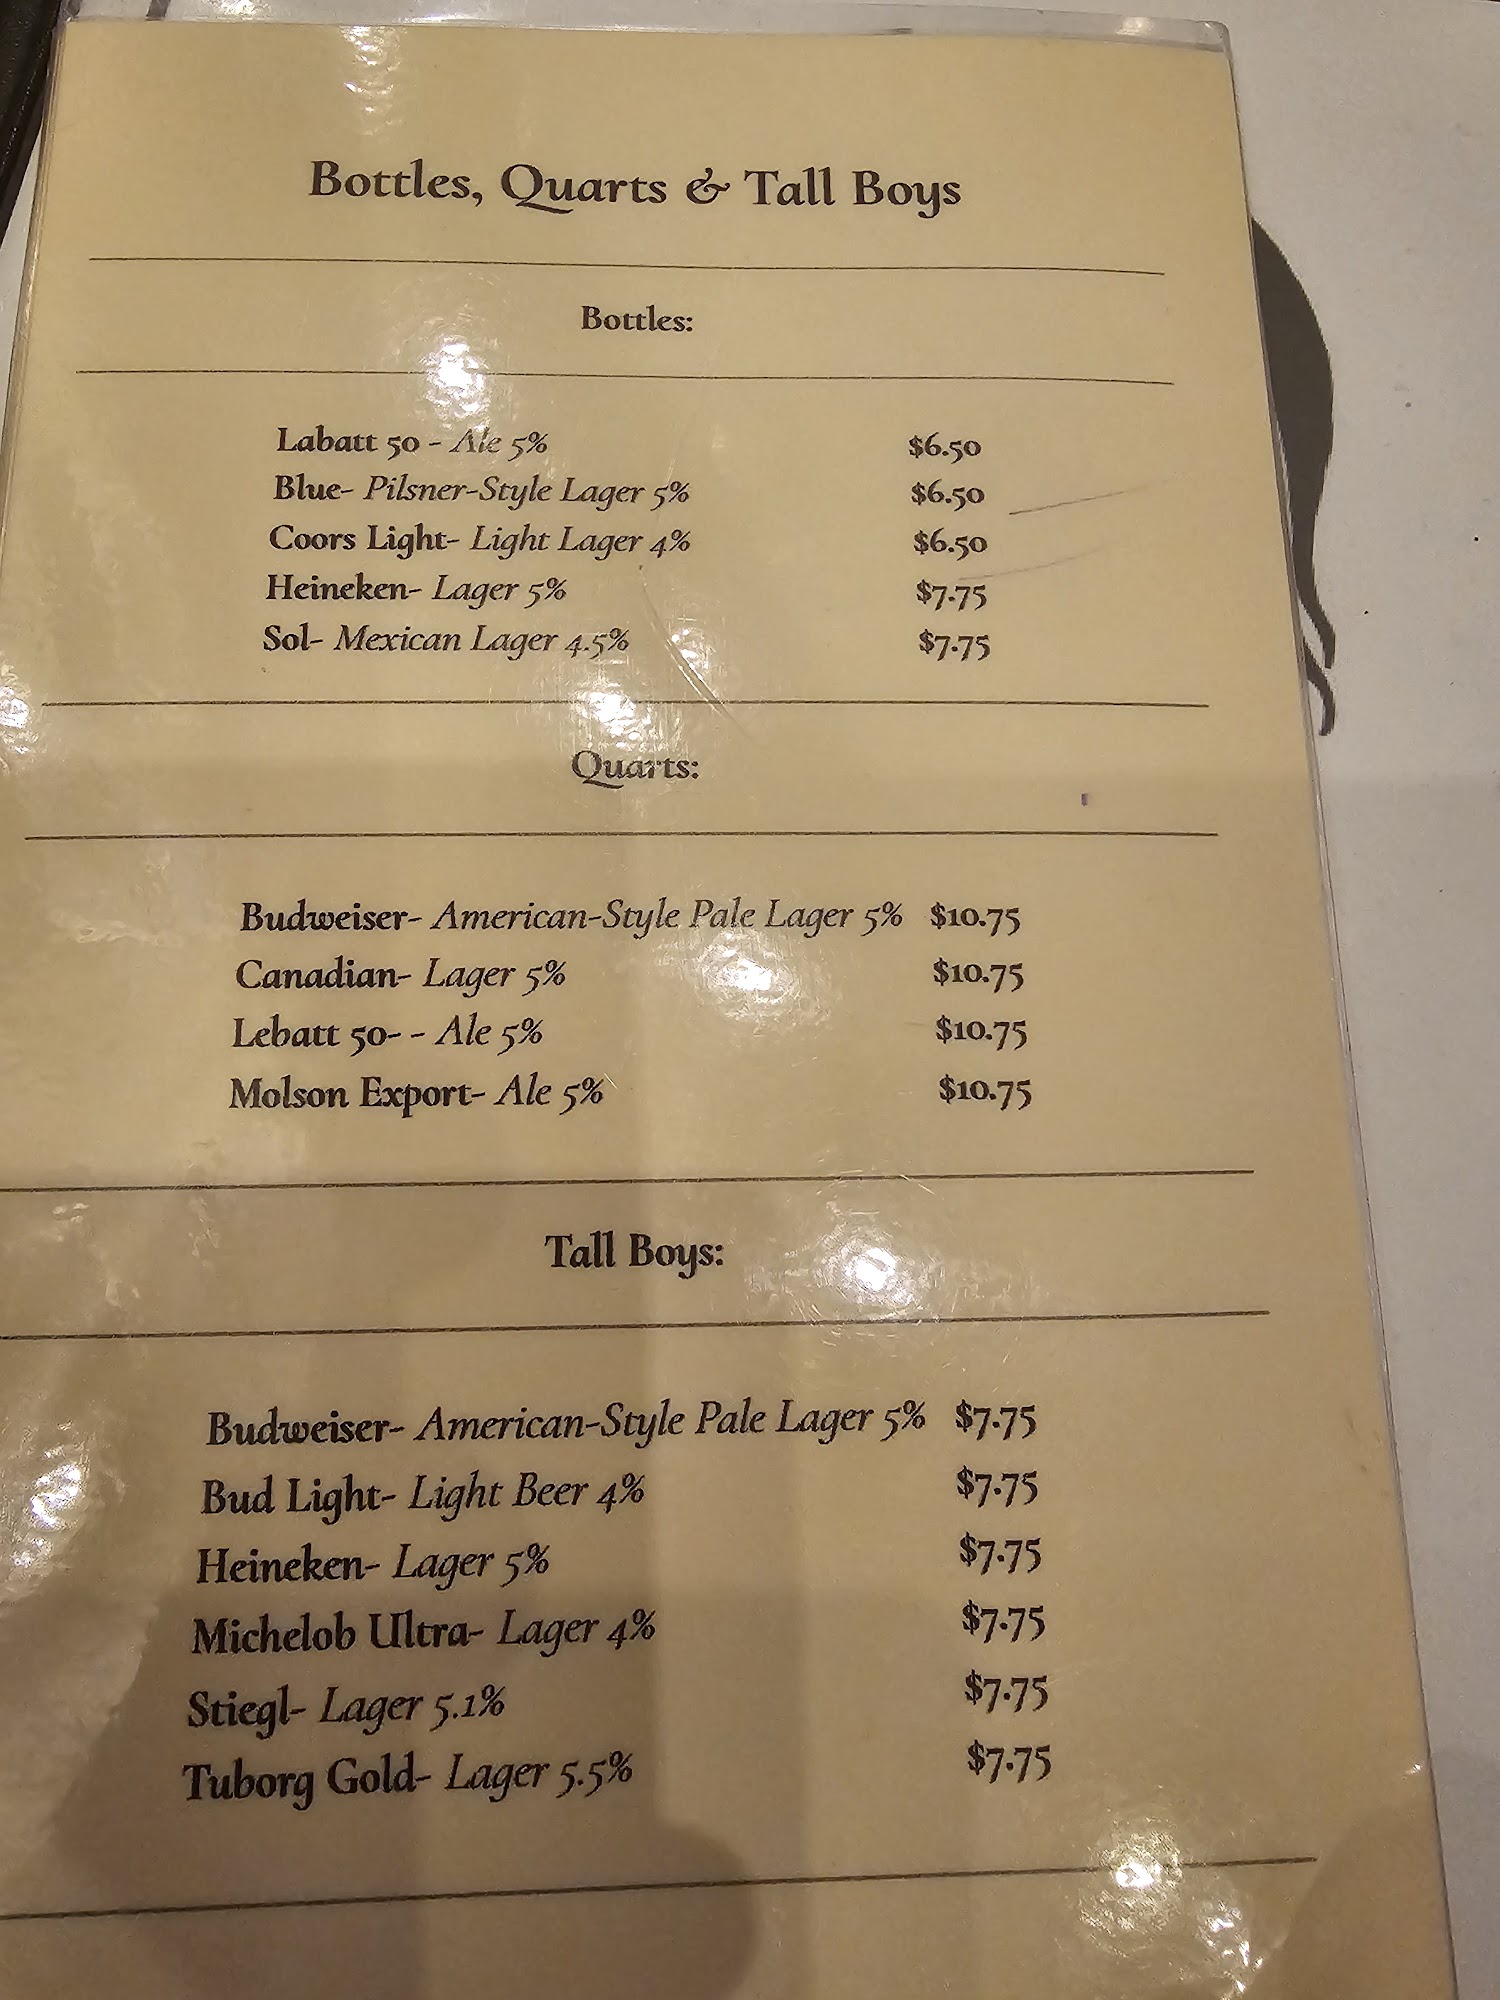 Bottles, Quarts & Tall Boys
Bottles:
Labatt 50 - Ale 5% $6.50
Blue- Pilsner-Style Lager 5% $6.50
Coors Light- Light Lager 4% $6.50
Heineken- Lager 5% $7.75
Sol- Mexican Lager 4.5% $7.75
Quarts:
Budweiser- American-Style Pale Lager 5% $10.75
Canadian- Lager 5% $10.75
Lebatt 50- - Ale 5% $10.75
Molson Export- Ale 5% $10.75
Tall Boys:
Budweiser- American-Style Pale Lager 5% $7.75
Bud Light- Light Beer 4% $7.75
Heineken- Lager 5% $7.75
Michelob Ultra- Lager 4% $7.75
Stiegl- Lager 5.1% $7.75
Tuborg Gold- Lager 5.5% $7.75